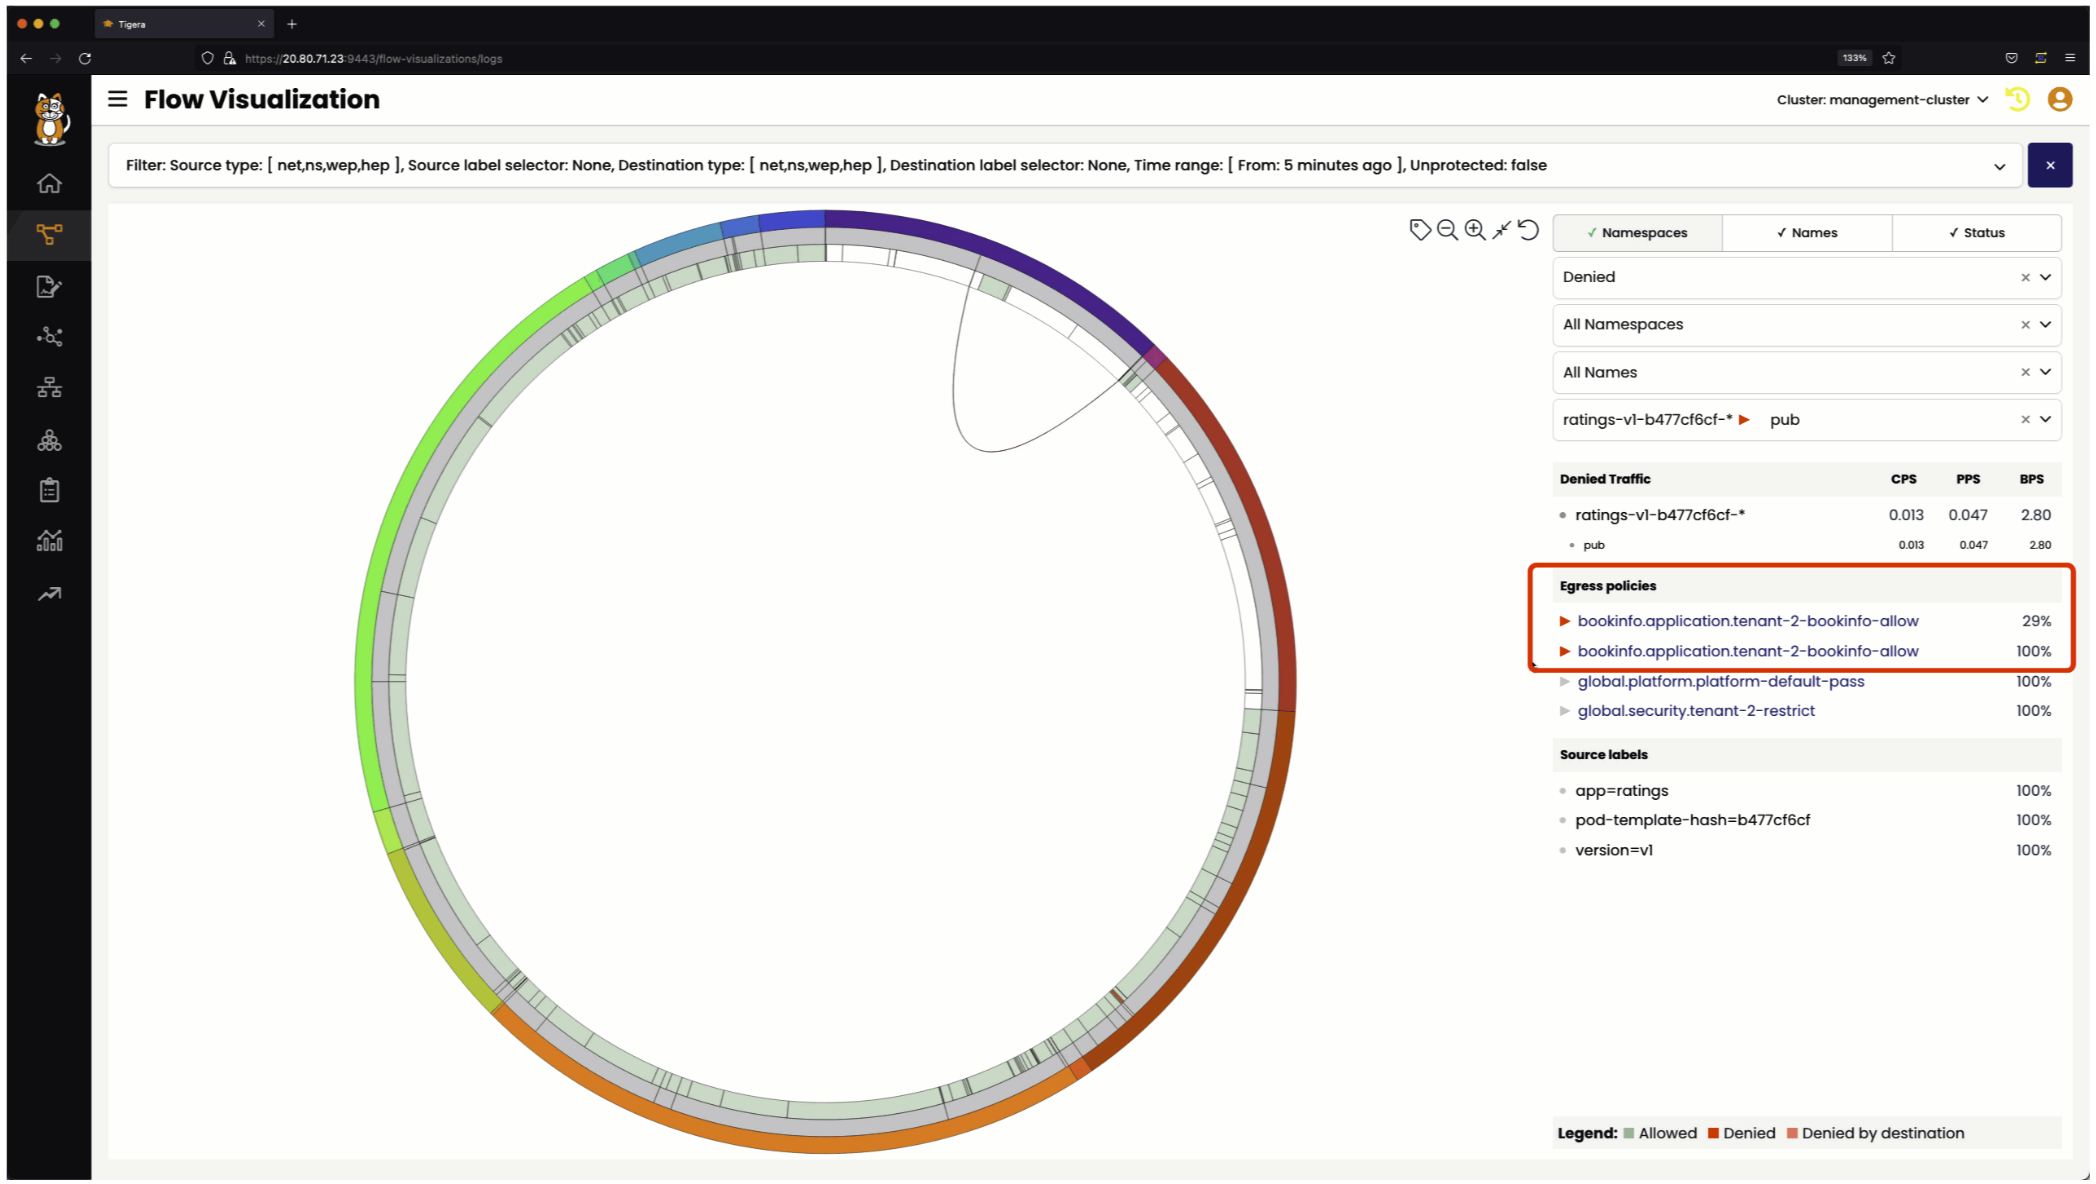 Tigera
https://20.80.71.23:9443/flow-visualizations/logs
133%
Flow Visualization
Cluster: management-cluster
Filter: Source type: [ net,ns,wep,hep ], Source label selector: None, Destination type: [ net,ns,wep,hep ], Destination label selector: None, Time range: [ From: 5 minutes ago ], Unprotected: false
✓ Namespaces ✓ Names ✓ Status
Denied
All Namespaces
All Names
ratings-v1-b477cf6cf-* ▶ pub
Denied Traffic CPS PPS BPS
ratings-v1-b477cf6cf-* 0.013 0.047 2.80
pub 0.013 0.047 2.80
Egress policies
bookinfo.application.tenant-2-bookinfo-allow 29%
bookinfo.application.tenant-2-bookinfo-allow 100%
global.platform.platform-default-pass 100%
global.security.tenant-2-restrict 100%
Source labels
app=ratings 100%
pod-template-hash=b477cf6cf 100%
version=v1 100%
Legend: Allowed Denied Denied by destination